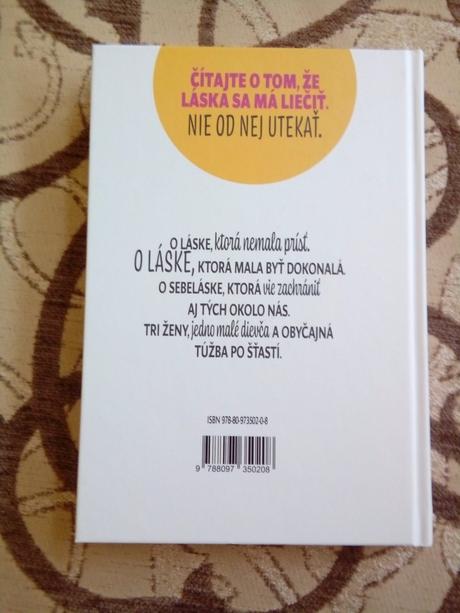 ČÍTAJTE O TOM, ŽE
LÁSKA SA MÁ LIEČIŤ.
NIE OD NEJ UTEKAŤ.
O LÁSKE, ktorá nemala prísť.
O LÁSKE, KTORÁ MALA BYŤ DOKONALÁ.
O SEBELÁSKE, KTORÁ vie zachrániť
AJ TÝCH OKOLO NÁS.
TRI ŽENY, jedno malé dievča A OBYČAJNÁ
TÚŽBA PO ŠŤASTÍ.
ISBN 978-80-973502-0-8
9 788097 350208